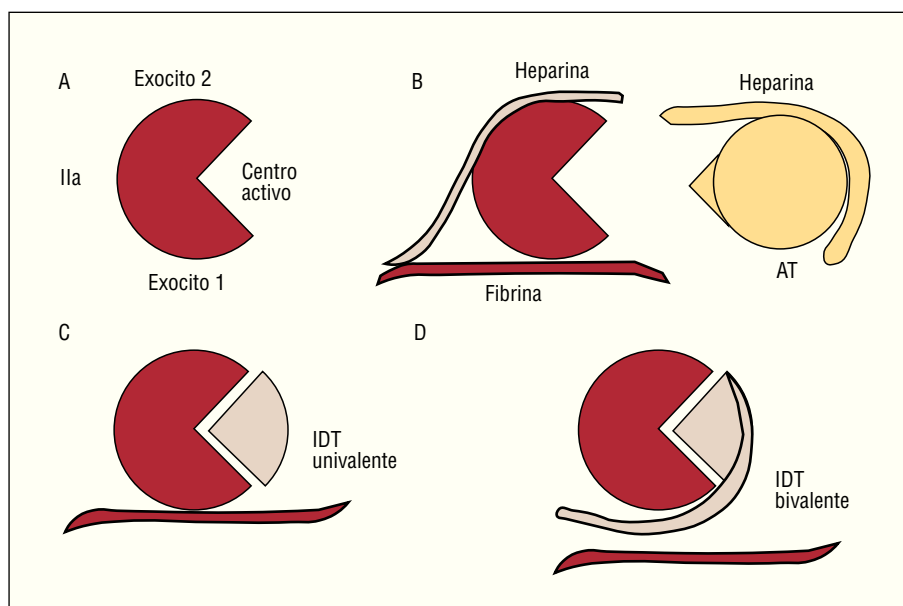 A
Exocito 2
IIa
Centro
activo
Exocito 1
B
Heparina
Fibrina
Heparina
AT
C
IDT
univalente
D
IDT
bivalente